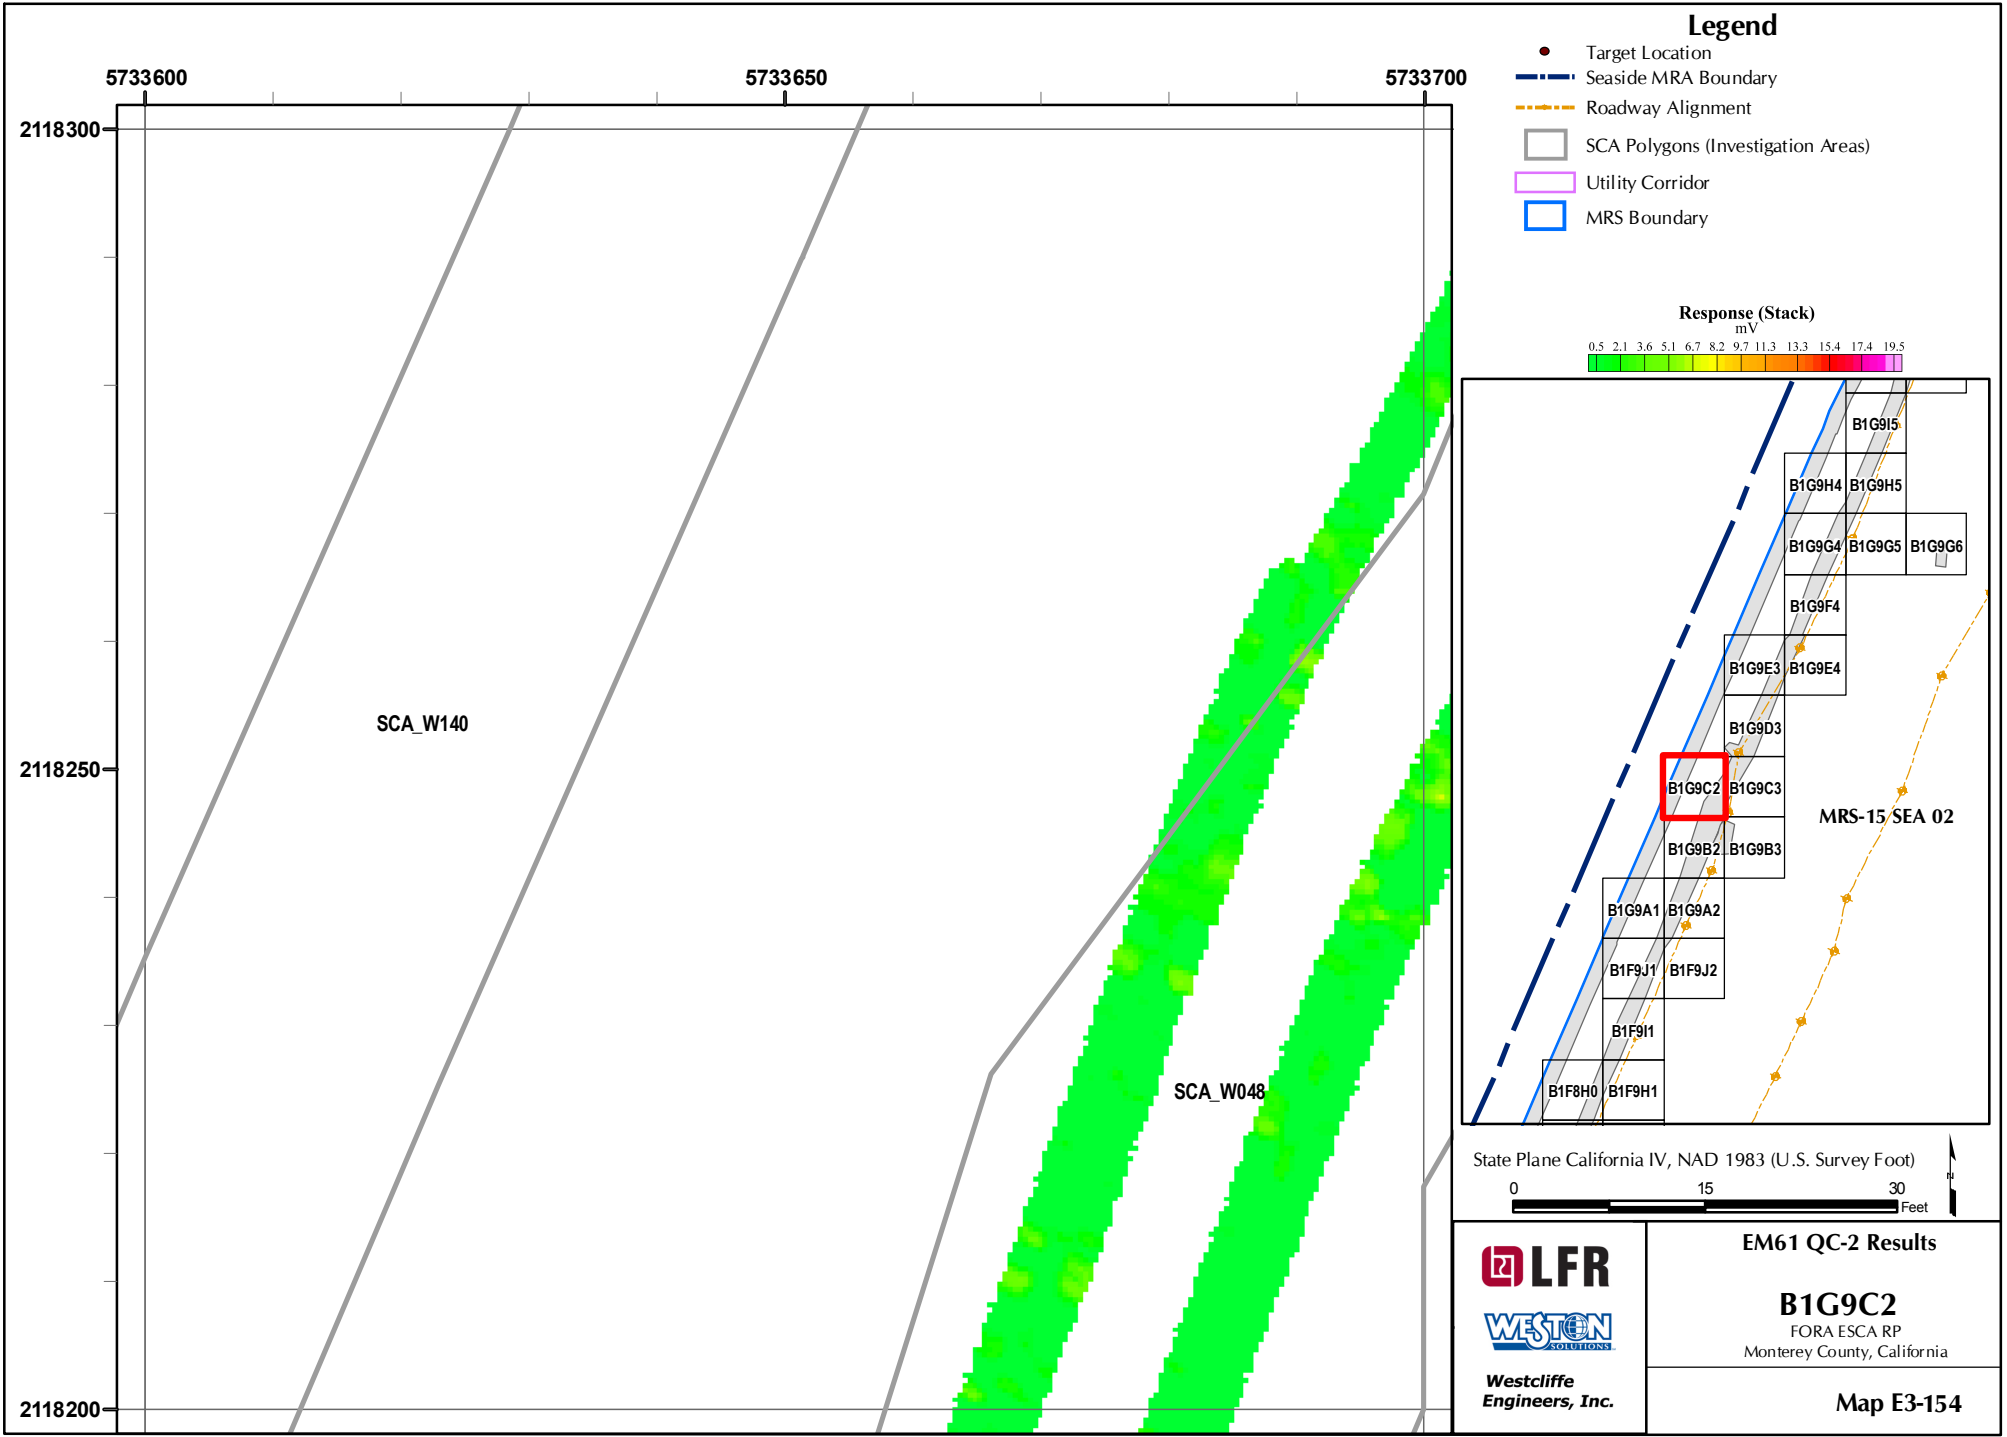 Legend
Target Location
Seaside MRA Boundary
Roadway Alignment
SCA Polygons (Investigation Areas)
Utility Corridor
MRS Boundary
5733600
5733650
5733700
2118300
2118250
2118200
SCA_W140
SCA_W048
Response (Stack)
mV
0.5 2.1 3.6 5.1 6.7 8.2 9.7 11.3 13.3 15.4 17.4 19.5
B1G9I5
B1G9H4 B1G9H5
B1G9G4 B1G9G5 B1G9G6
B1G9F4
B1G9E3 B1G9E4
B1G9D3
B1G9C2 B1G9C3
MRS-15 SEA 02
B1G9B2 B1G9B3
B1G9A1 B1G9A2
B1F9J1 B1F9J2
B1F9I1
B1F8H0 B1F9H1
State Plane California IV, NAD 1983 (U.S. Survey Foot)
0 15 30
Feet
N
LFR
WESTON
SOLUTIONS
Westcliffe
Engineers, Inc.
EM61 QC-2 Results
B1G9C2
FORA ESCA RP
Monterey County, California
Map E3-154